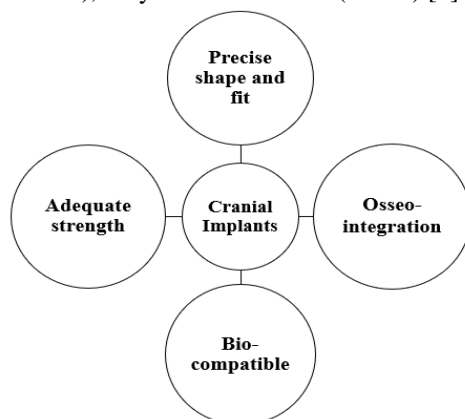 Precise
shape and
fit
Adequate
strength
Cranial
Implants
Osseo-
integration
Bio-
compatible